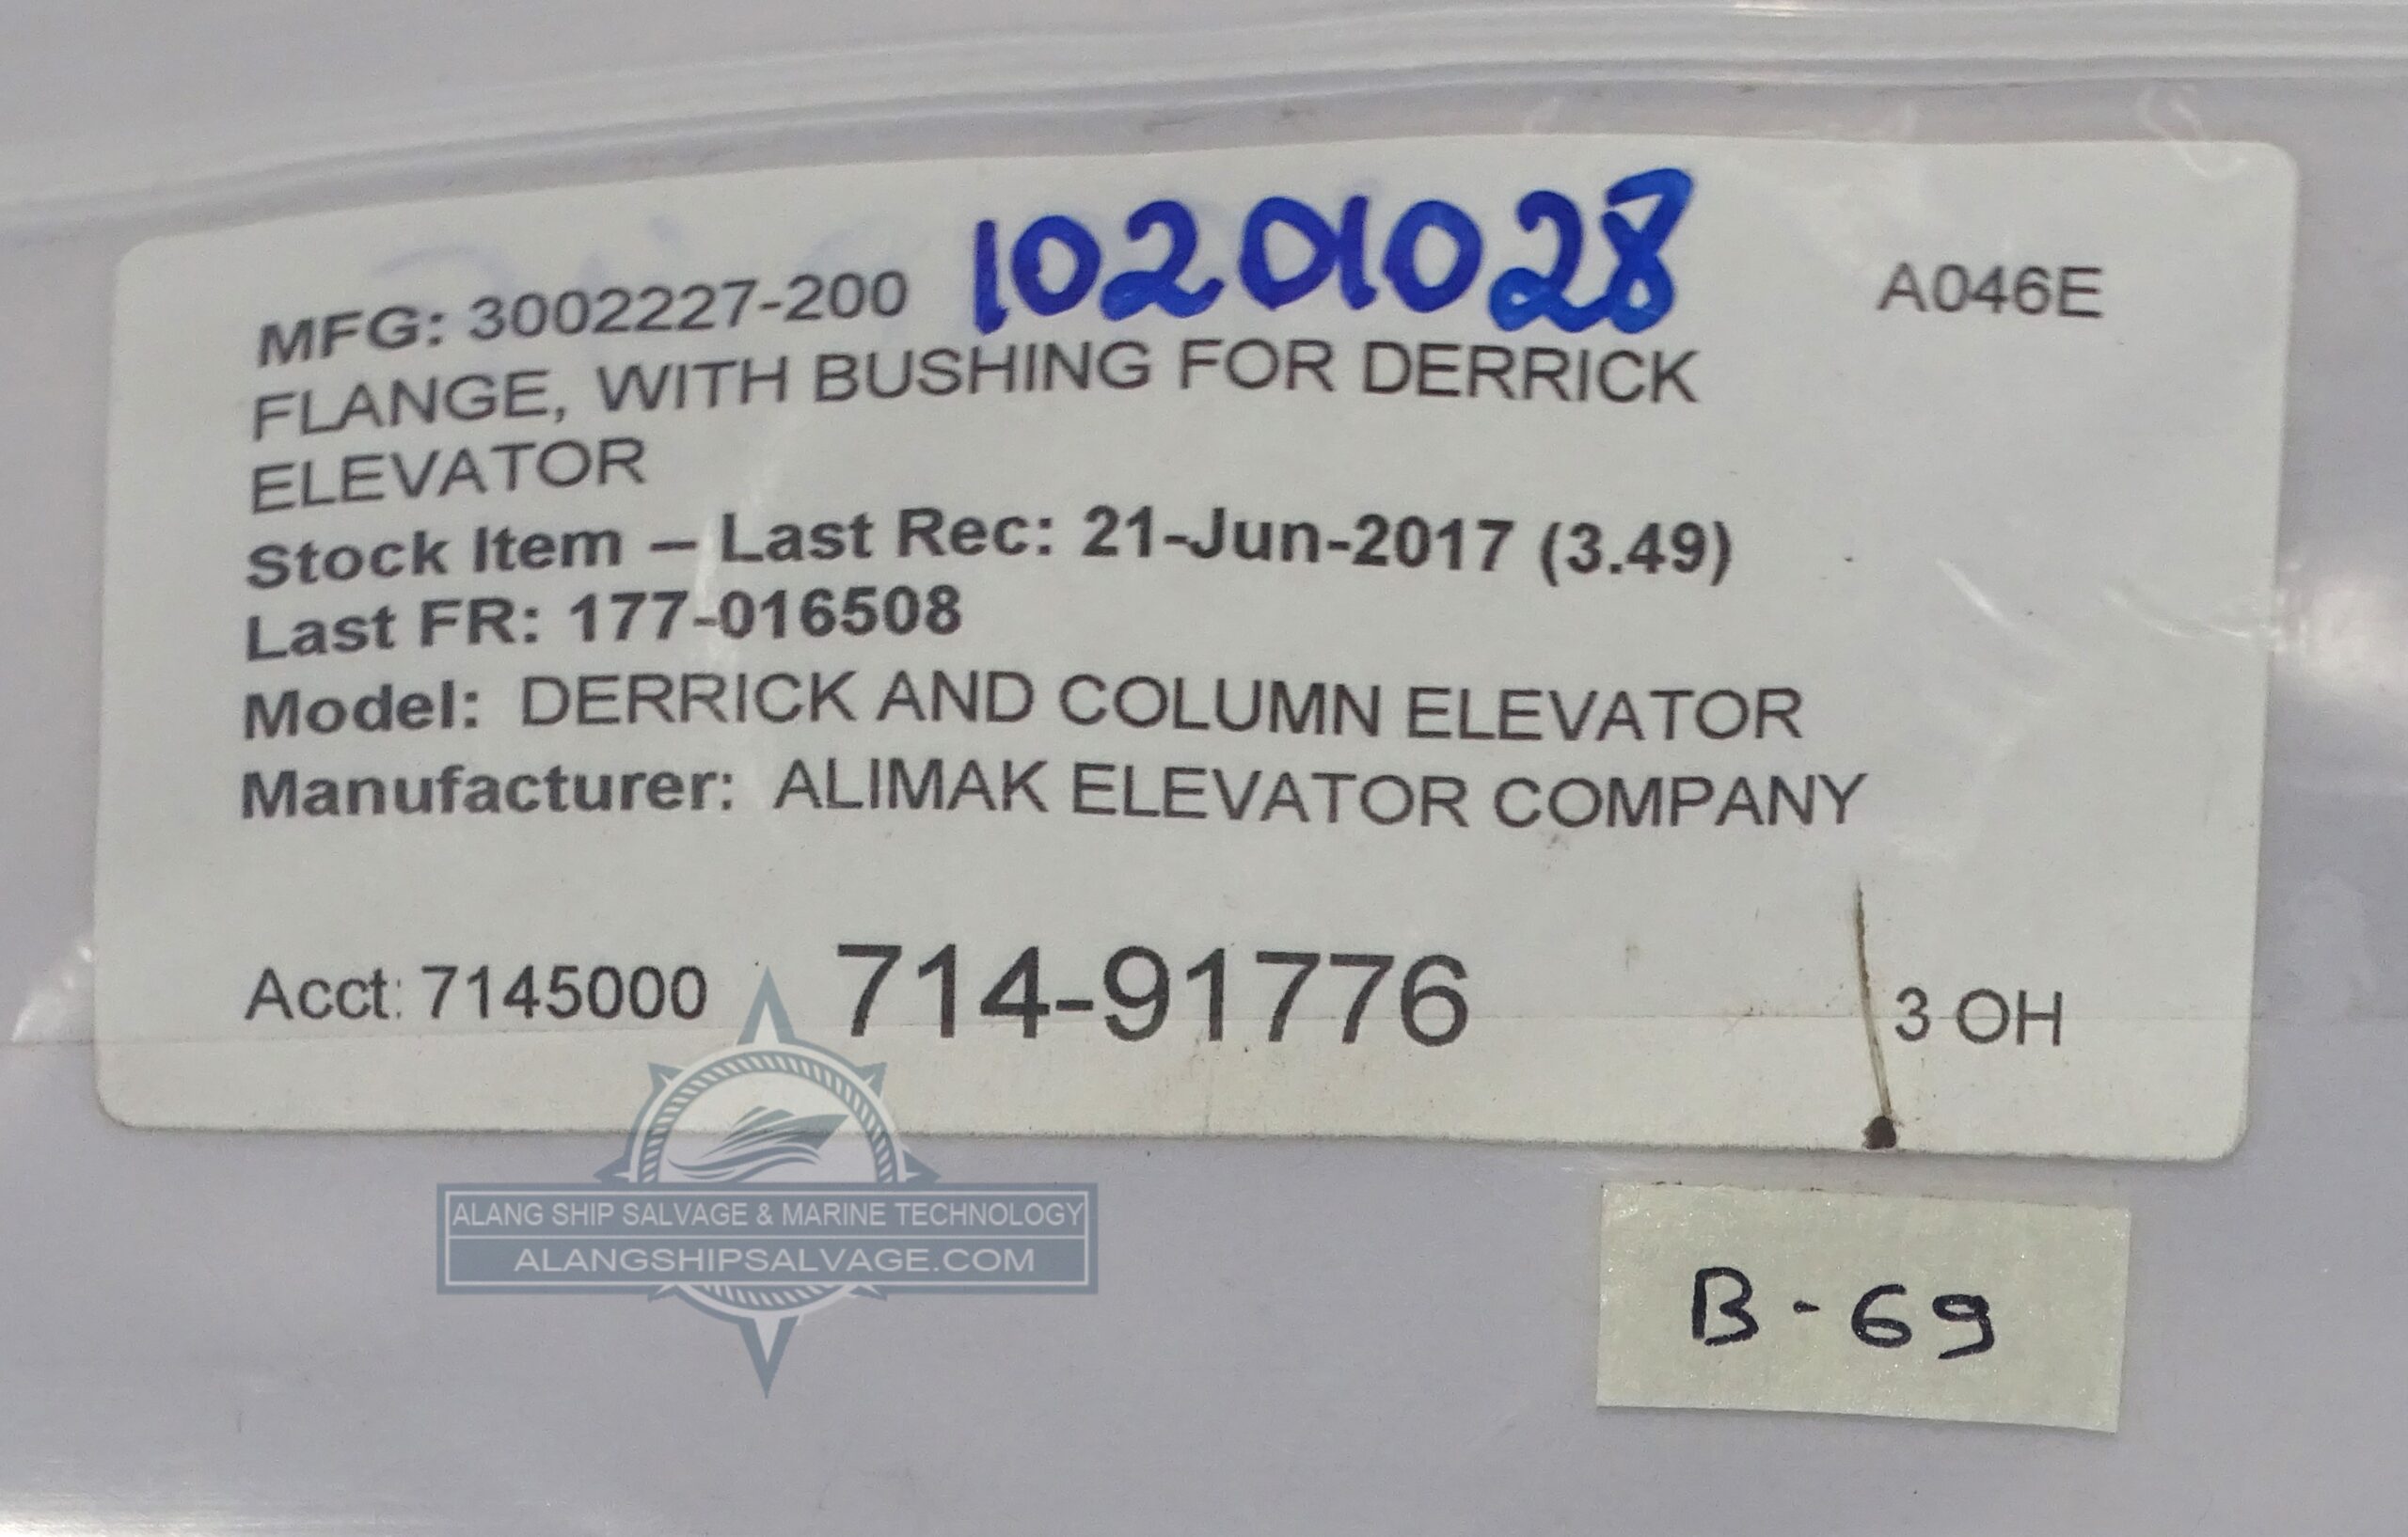 MFG: 3002227-200 10201028 A046E
FLANGE, WITH BUSHING FOR DERRICK
ELEVATOR
Stock Item – Last Rec: 21-Jun-2017 (3.49)
Last FR: 177-016508
Model: DERRICK AND COLUMN ELEVATOR
Manufacturer: ALIMAK ELEVATOR COMPANY
Acct: 7145000 714-91776 3 OH
ALANG SHIP SALVAGE & MARINE TECHNOLOGY
ALANGSHIPSALVAGE.COM
B-69